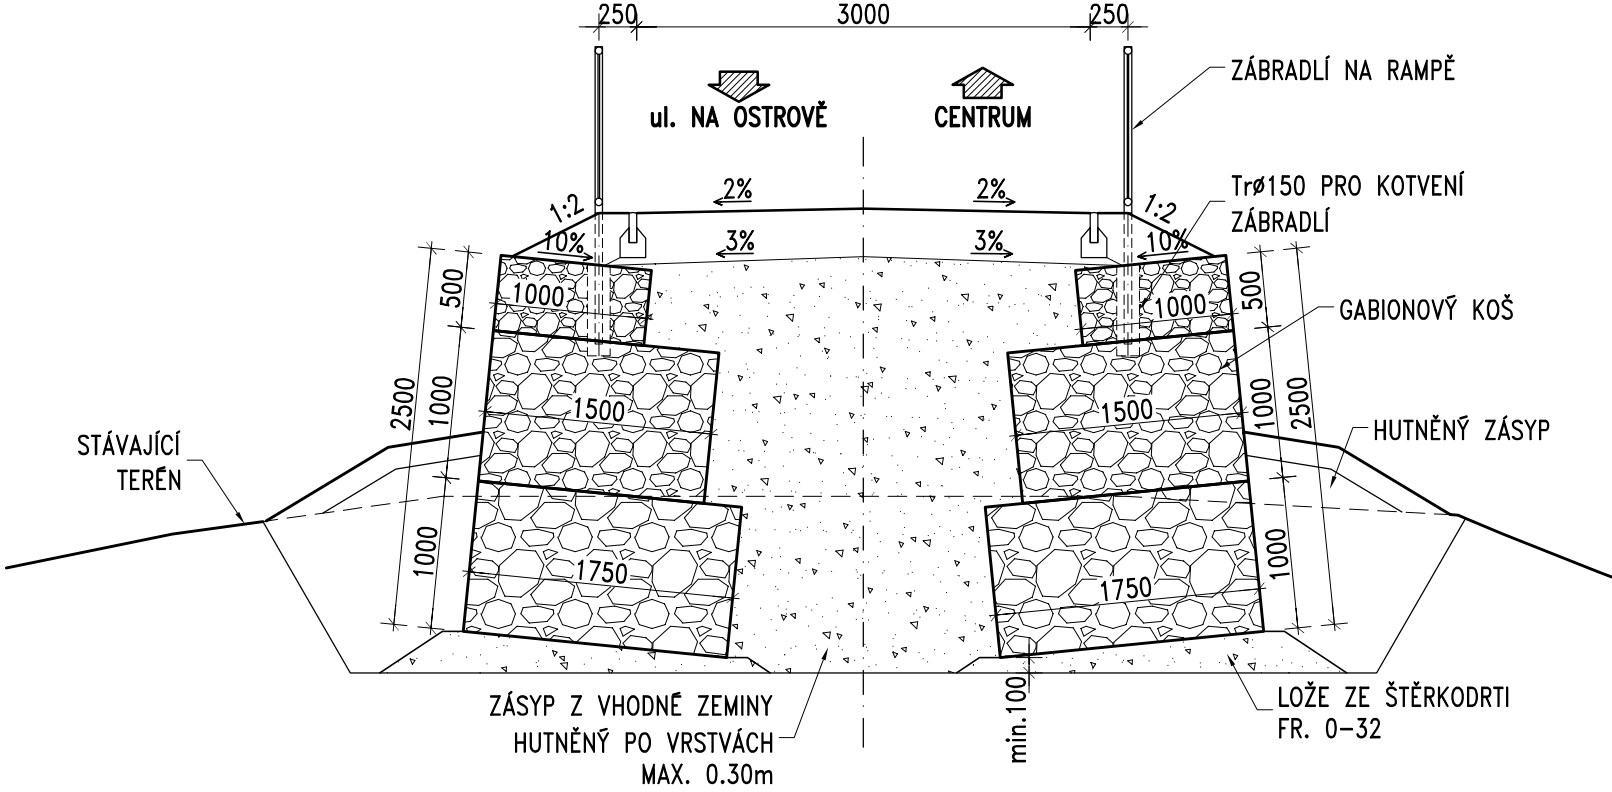 250 3000 250
ZÁBRADLÍ NA RAMPĚ
ul. NA OSTROVĚ CENTRUM
2% 2%
1:2 1:2
TrØ150 PRO KOTVENÍ
ZÁBRADLÍ
10% 3% 3% 10%
500 1000 1000 500
GABIONOVÝ KOŠ
2500 1000 1500 1500 1000 2500
HUTNĚNÝ ZÁSYP
STÁVAJÍCÍ
TERÉN
1000 1750 1750 1000
ZÁSYP Z VHODNÉ ZEMINY
HUTNĚNÝ PO VRSTVÁCH
MAX. 0.30m
min.100
LOŽE ZE ŠTĚRKODRTI
FR. 0-32